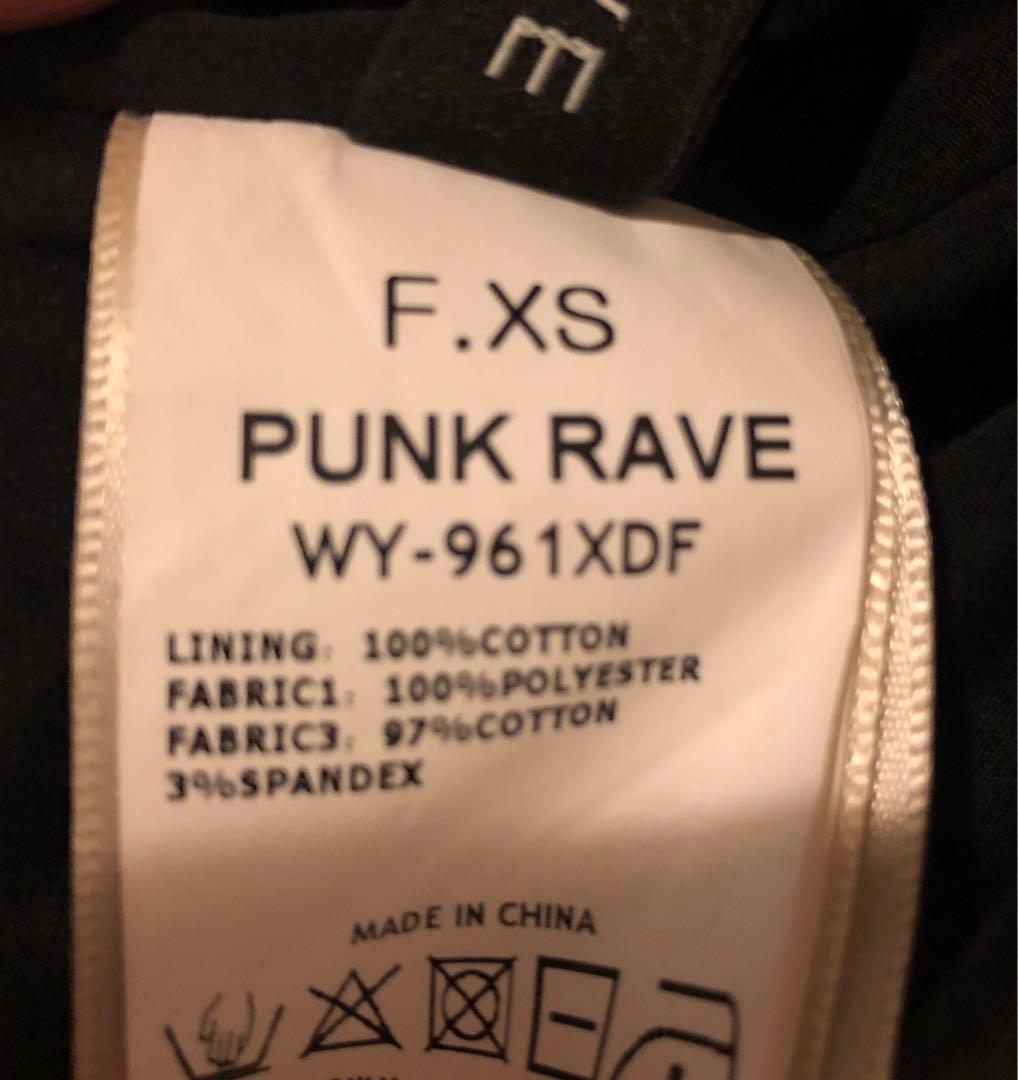 F.XS
PUNK RAVE
WY-961XDF
LINING: 100%COTTON
FABRIC1: 100%POLYESTER
FABRIC3: 97%COTTON
3%SPANDEX
MADE IN CHINA